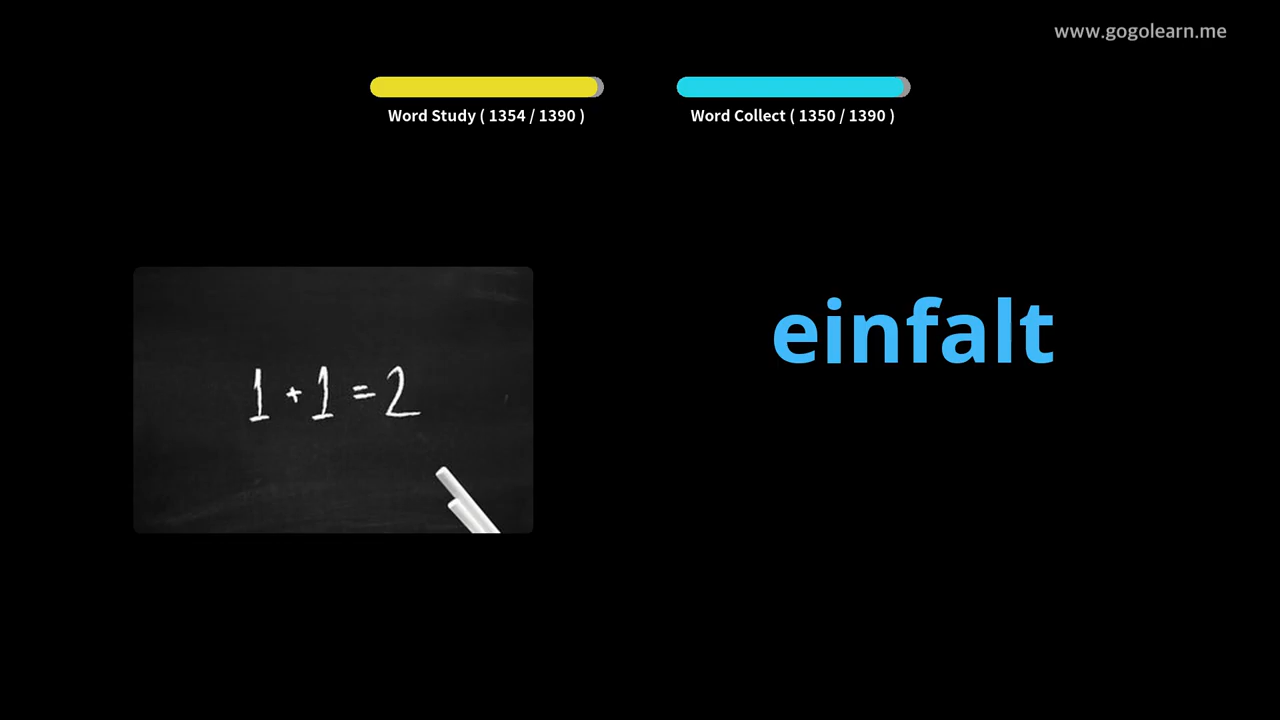 www.gogolearn.me
Word Study ( 1354 / 1390 )
Word Collect ( 1350 / 1390 )
einfalt
1 + 1 = 2